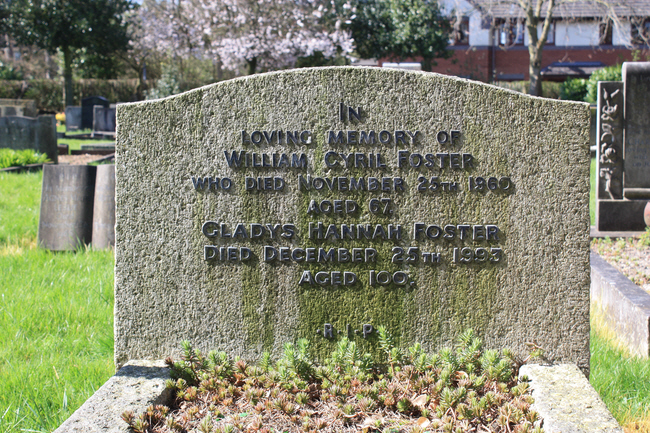 IN
LOVING MEMORY OF
WILLIAM CYRIL FOSTER
WHO DIED NOVEMBER 25TH 1960
AGED 67.
GLADYS HANNAH FOSTER
DIED DECEMBER 25TH 1993
AGED 100.
R.I.P.